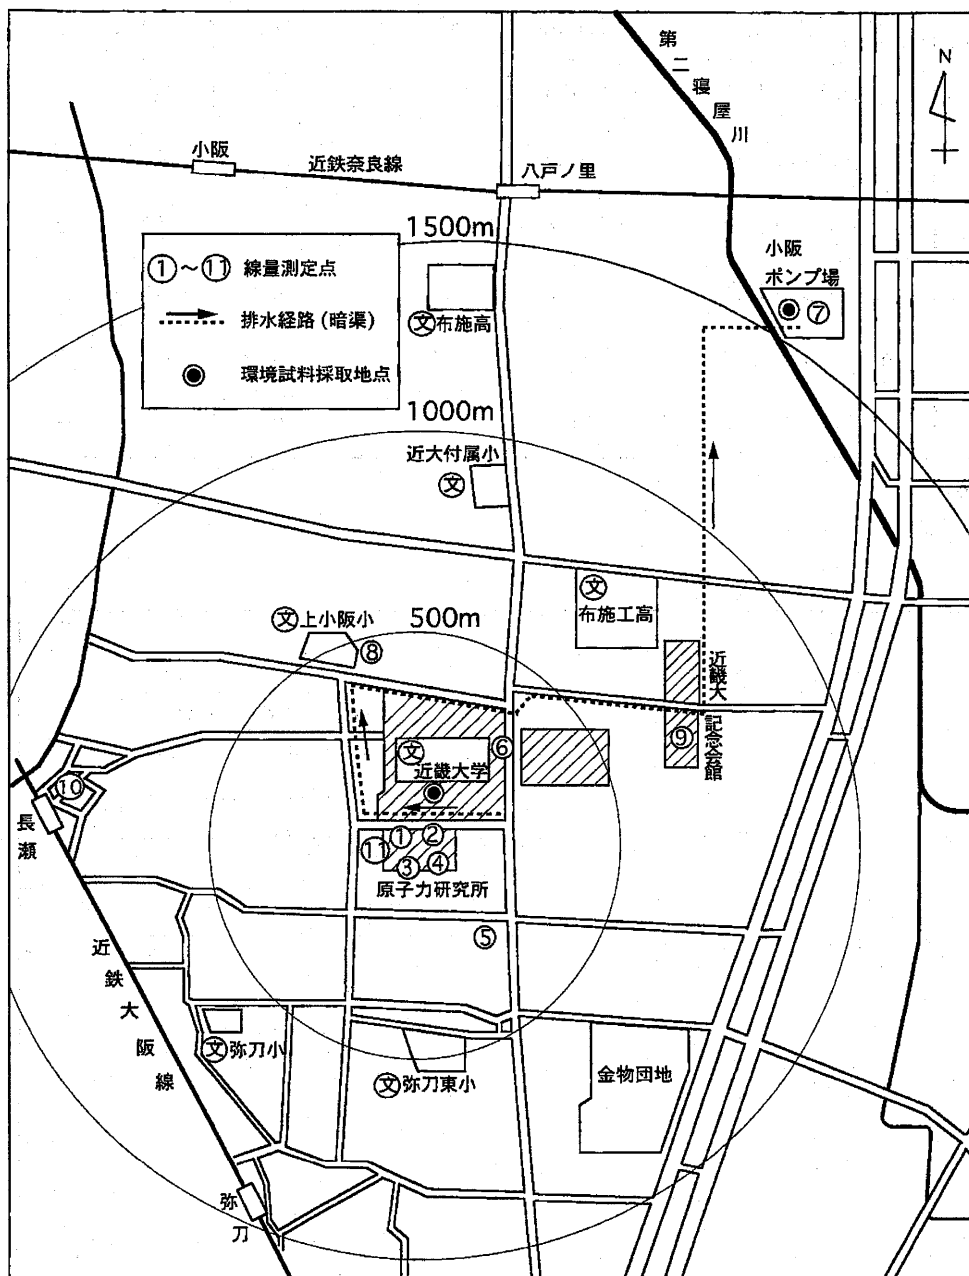 第二寝屋川
N
小阪
近鉄奈良線
八戸ノ里
1500m
①～⑪ 線量測定点
排水経路(暗渠)
環境試料採取地点
小阪
ポンプ場
⑦
文布施高
1000m
近大付属小
文
文
布施工高
500m
文上小阪小
⑧
近畿大
記念会館
⑨
⑥
文
近畿大学
⑩
長瀬
① ②
⑪
③ ④
原子力研究所
⑤
近鉄大阪線
文弥刀小
文弥刀東小
金物団地
弥刀